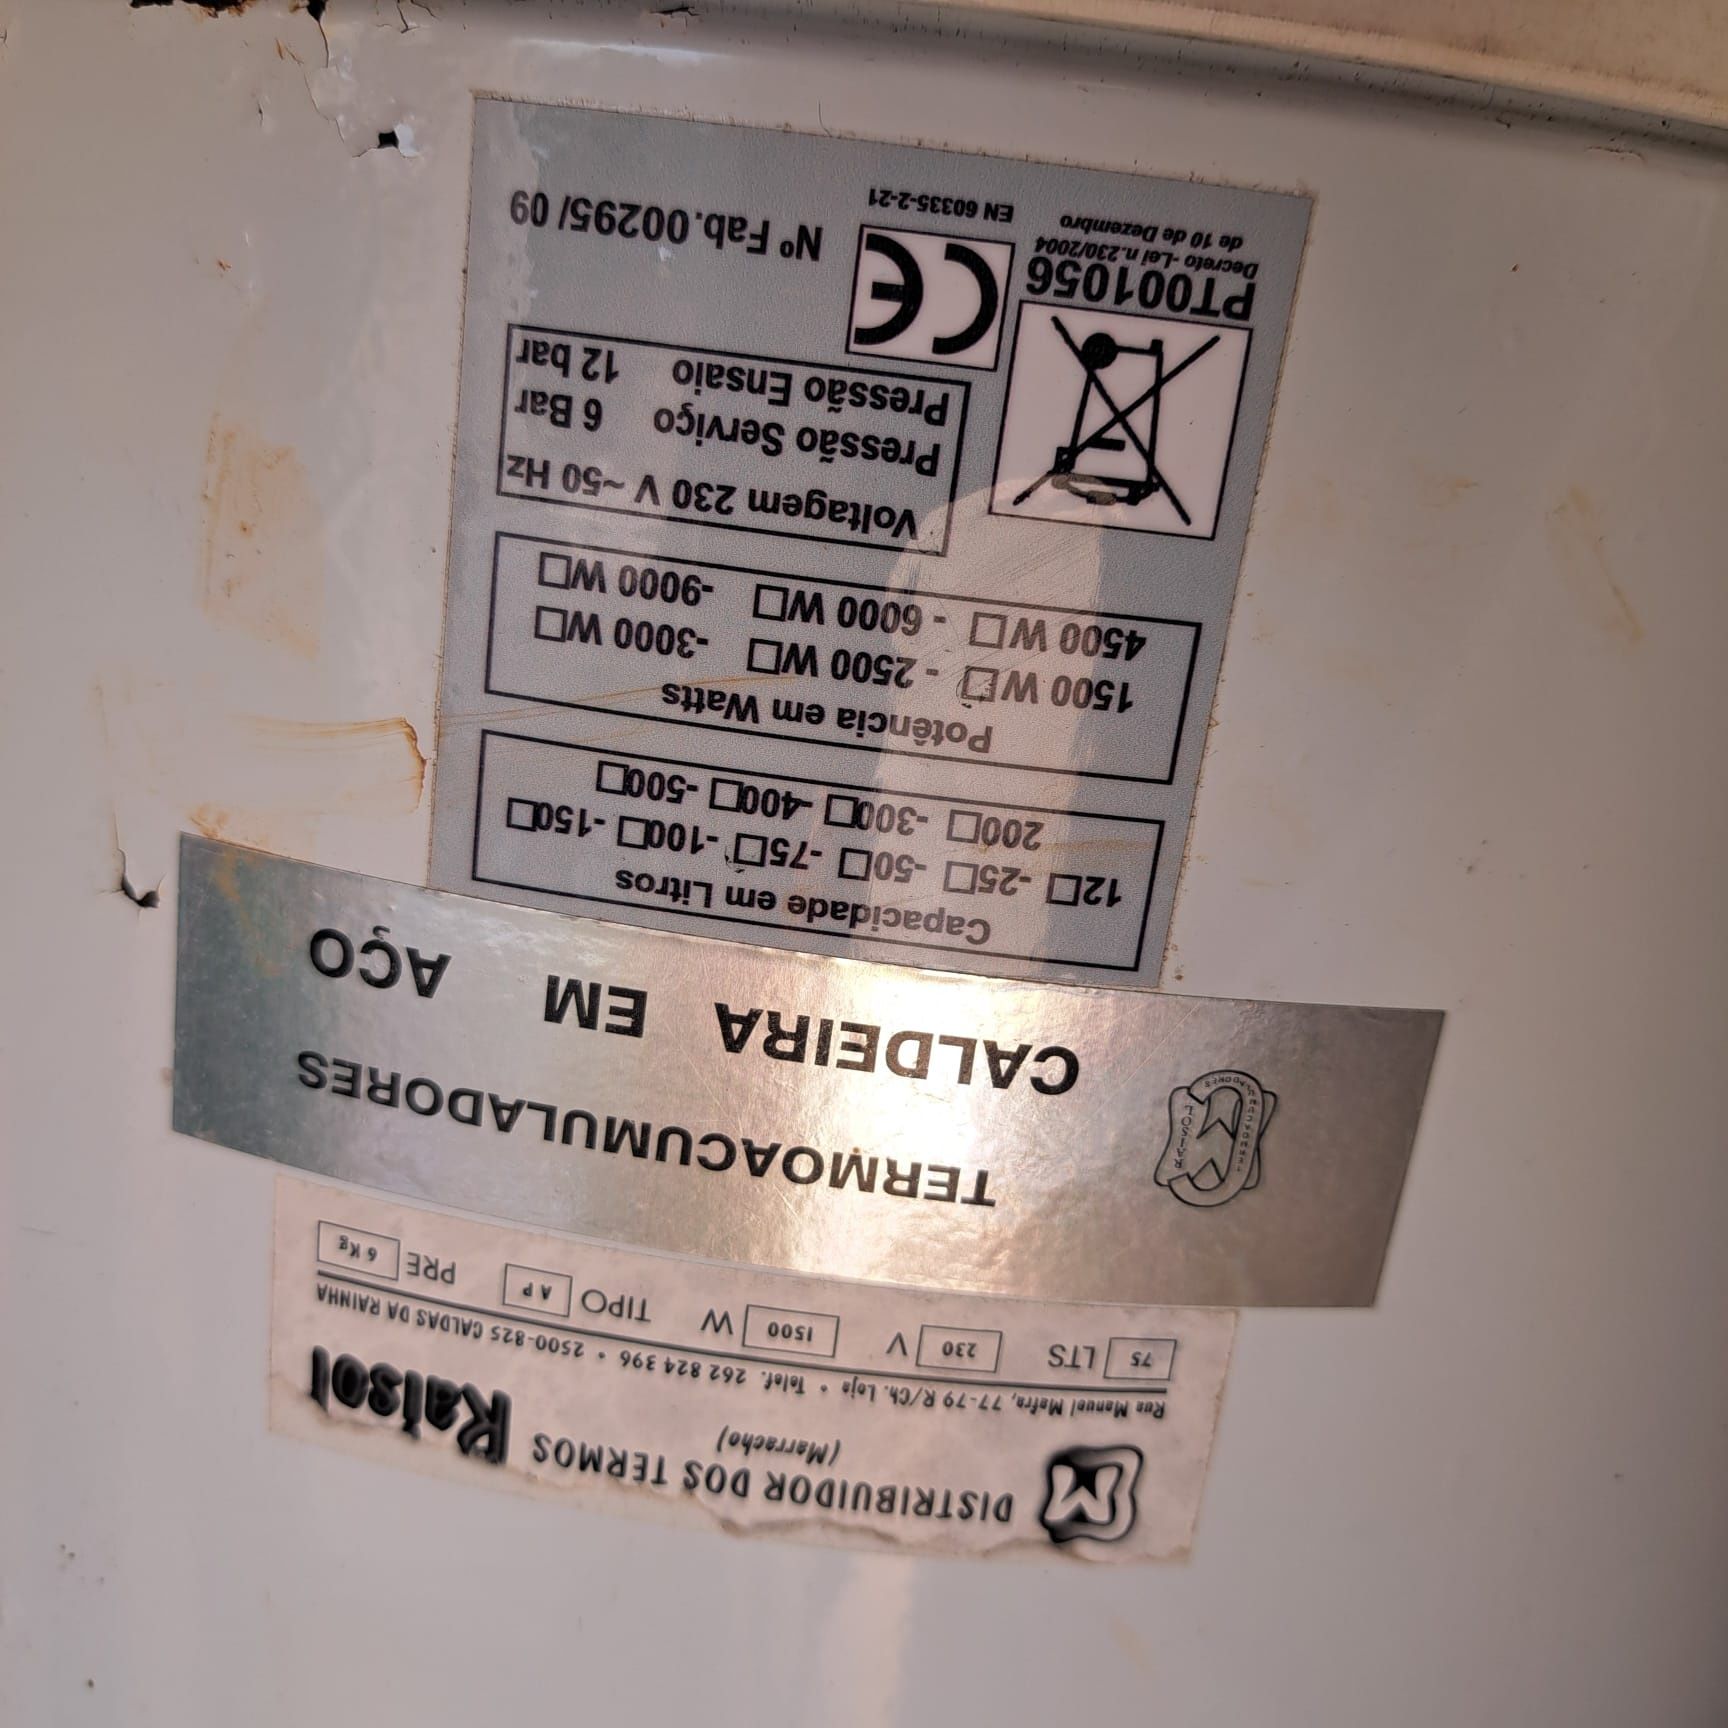 DISTRIBUIDOR DOS TERMOS Raisol
(Marracho)
Rua Manuel Mafra, 77-79 R/Ch. Loja • Telef. 262 824 396 • 2500-825 CALDAS DA RAINHA
75 LTS 230 V 1500 W TIPO A P PRE 6 Kg
RAISOL
TERMOACUMULADORES
TERMOACUMULADORES
CALDEIRA EM AÇO
Capacidade em Litros
12□ -25□ -50□ -75□ -100□ -150□
200□ -300□ -400□ -500□
Potência em Watts
1500 W□ - 2500 W□ -3000 W□
4500 W□ - 6000 W□ -9000 W□
Voltagem 230 V ~50 Hz
Pressão Serviço 6 Bar
Pressão Ensaio 12 bar
PT001056
Decreto -Lei n.230/2004
de 10 de Dezembro
CE
EN 60335-2-21
Nº Fab.00295/ 09